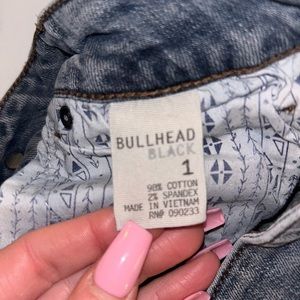 BULLHEAD
BLACK
1
98% COTTON
2% SPANDEX
MADE IN VIETNAM
RN# 090233